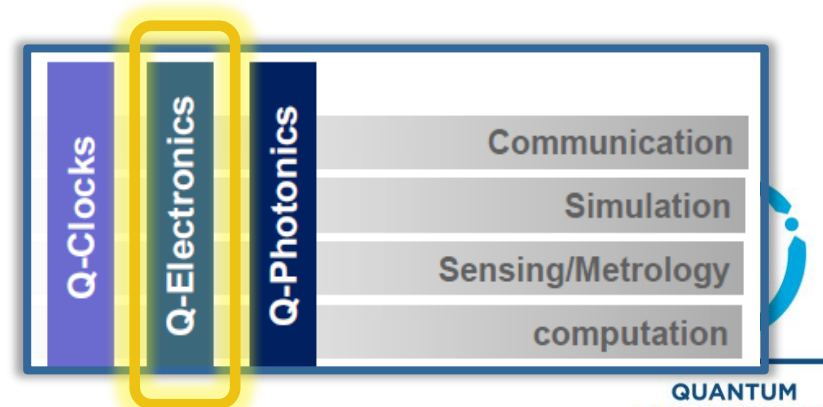 Q-Clocks
Q-Electronics
Q-Photonics
Communication
Simulation
Sensing/Metrology
computation
QUANTUM